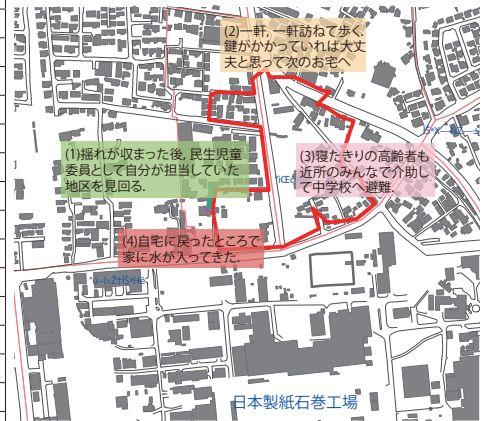 (2)一軒, 一軒訪ねて歩く.
鍵がかかっていれば大丈
夫と思って次のお宅へ
(1)揺れが収まった後, 民生児童
委員として自分が担当していた
地区を見回る.
(3)寝たきりの高齢者も
近所のみんなで介助し
て中学校へ避難.
(4)自宅に戻ったところで
家に水が入ってきた.
日本製紙石巻工場